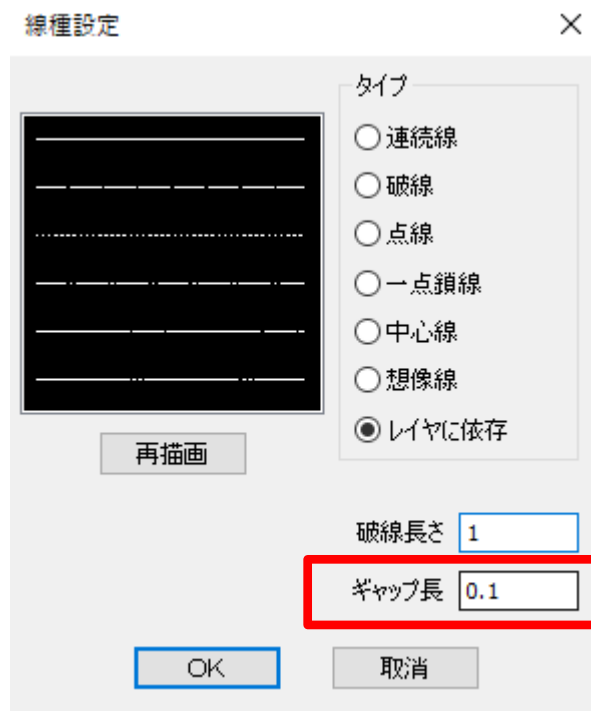 線種設定
タイプ
連続線
破線
点線
一点鎖線
中心線
想像線
レイヤに依存
再描画
破線長さ 1
ギャップ長 0.1
OK 取消